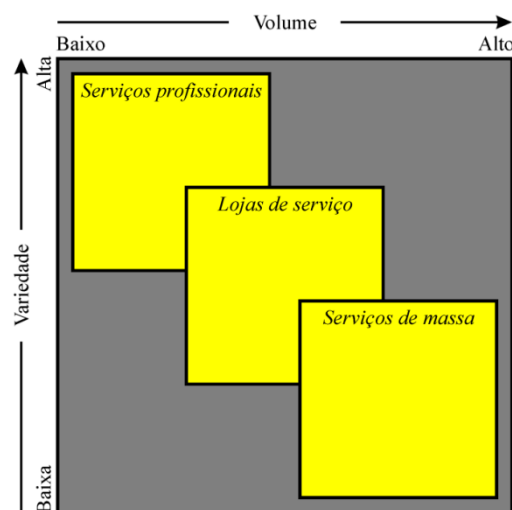 Volume
Baixo
Alto
Alta
Variedade
Baixa
Serviços profissionais
Lojas de serviço
Serviços de massa